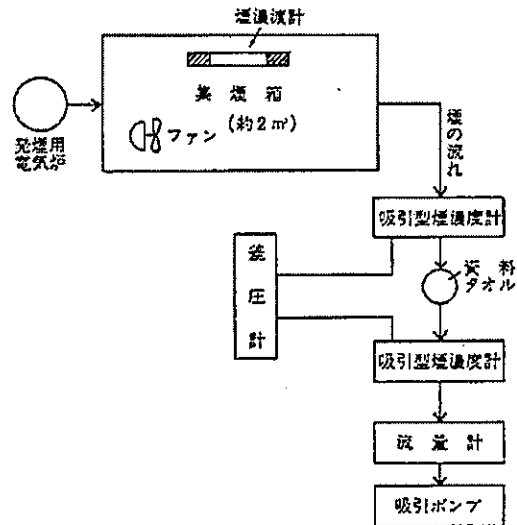 煙濃度計
集煙箱
(約2㎥)
ファン
発煙用
電気炉
煙の流れ
吸引型煙濃度計
差圧計
資料
タオル
吸引型煙濃度計
流量計
吸引ポンプ